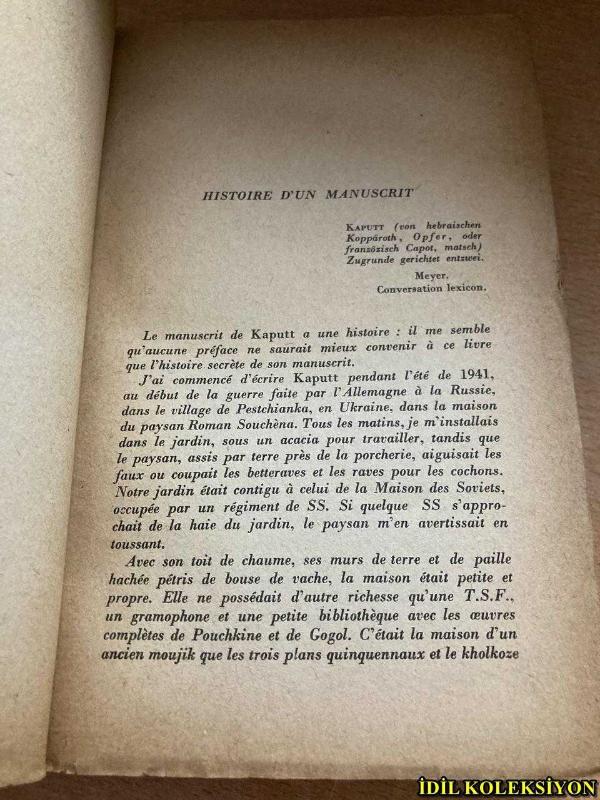 HISTOIRE D'UN MANUSCRIT
KAPUTT (von hebraischen
Koppâroth, Opfer, oder
französisch Capot, matsch)
Zugrunde gerichtet entzwei.
Meyer.
Conversation lexicon.
Le manuscrit de Kaputt a une histoire : il me semble
qu'aucune préface ne saurait mieux convenir à ce livre
que l'histoire secrète de son manuscrit.
J'ai commencé d'écrire Kaputt pendant l'été de 1941,
au début de la guerre faite par l'Allemagne à la Russie,
dans le village de Pestchianka, en Ukraine, dans la maison
du paysan Roman Souchèna. Tous les matins, je m'installais
dans le jardin, sous un acacia pour travailler, tandis que
le paysan, assis par terre près de la porcherie, aiguisait les
faux ou coupait les betteraves et les raves pour les cochons.
Notre jardin était contigu à celui de la Maison des Soviets,
occupée par un régiment de SS. Si quelque SS s'appro-
chait de la haie du jardin, le paysan m'en avertissait en
toussant.
Avec son toit de chaume, ses murs de terre et de paille
hachée pétris de bouse de vache, la maison était petite et
propre. Elle ne possédait d'autre richesse qu'une T.S.F.,
un gramophone et une petite bibliothèque avec les œuvres
complètes de Pouchkine et de Gogol. C'était la maison d'un
ancien moujik que les trois plans quinquennaux et le kholkoze
İDİL KOLEKSİYON